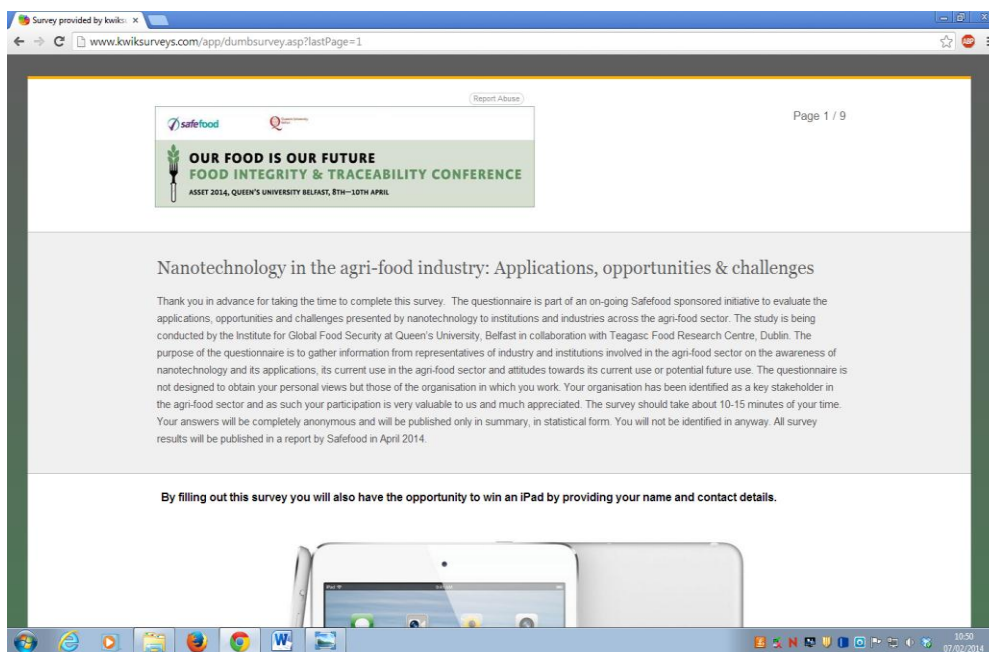 Survey provided by kwiks
www.kwiksurveys.com/app/dumbsurvey.asp?lastPage=1
ABP
Report Abuse
Page 1 / 9
safefood
OUR FOOD IS OUR FUTURE
FOOD INTEGRITY & TRACEABILITY CONFERENCE
ASSET 2014, QUEEN'S UNIVERSITY BELFAST, 8TH—10TH APRIL
Nanotechnology in the agri-food industry: Applications, opportunities & challenges
Thank you in advance for taking the time to complete this survey. The questionnaire is part of an on-going Safefood sponsored initiative to evaluate the
applications, opportunities and challenges presented by nanotechnology to institutions and industries across the agri-food sector. The study is being
conducted by the Institute for Global Food Security at Queen's University, Belfast in collaboration with Teagasc Food Research Centre, Dublin. The
purpose of the questionnaire is to gather information from representatives of industry and institutions involved in the agri-food sector on the awareness of
nanotechnology and its applications, its current use in the agri-food sector and attitudes towards its current use or potential future use. The questionnaire is
not designed to obtain your personal views but those of the organisation in which you work. Your organisation has been identified as a key stakeholder in
the agri-food sector and as such your participation is very valuable to us and much appreciated. The survey should take about 10-15 minutes of your time.
Your answers will be completely anonymous and will be published only in summary, in statistical form. You will not be identified in anyway. All survey
results will be published in a report by Safefood in April 2014.
By filling out this survey you will also have the opportunity to win an iPad by providing your name and contact details.
iPad
10:50
07/02/2014